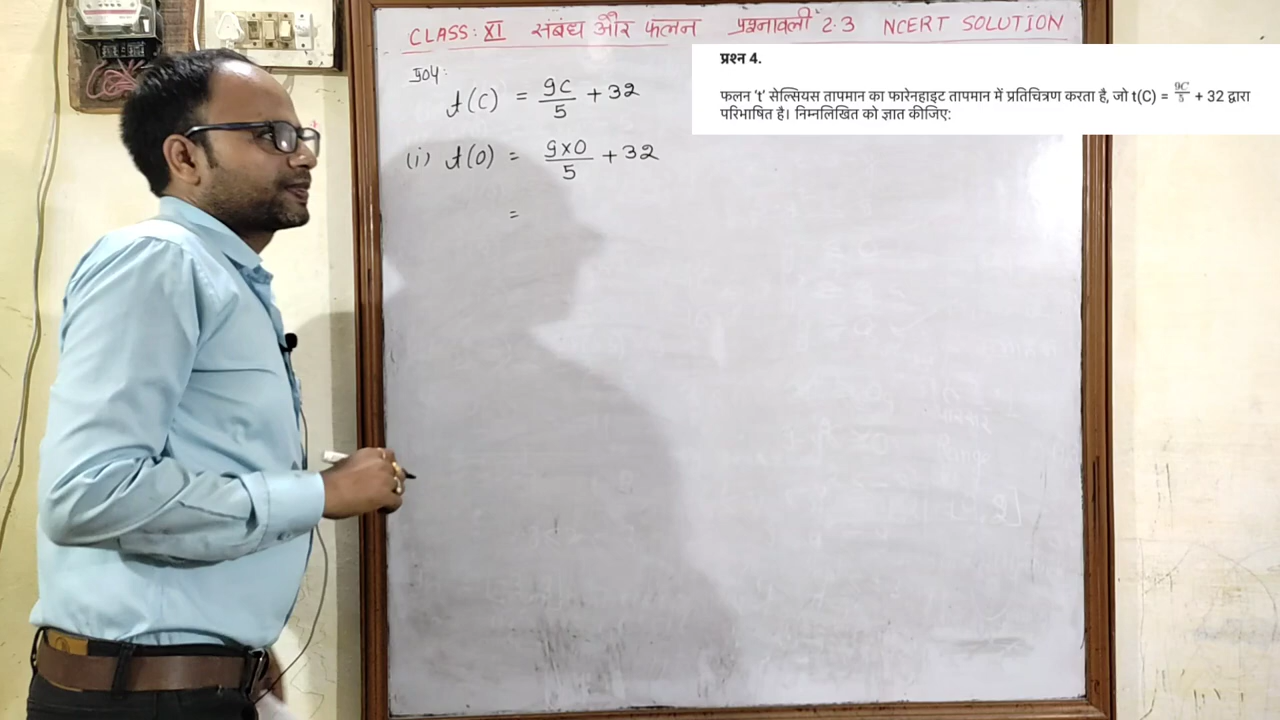 CLASS: XI संबंध और फलन प्रश्नावली 2.3 NCERT SOLUTION
प्रश्न 4.
फलन 't' सेल्सियस तापमान का फारेनहाइट तापमान में प्रतिचित्रण करता है, जो t(C) = 9C/5 + 32 द्वारा
परिभाषित है। निम्नलिखित को ज्ञात कीजिए:
t(C) = 9C/5 + 32
(i) t(0) = 9×0/5 + 32
=